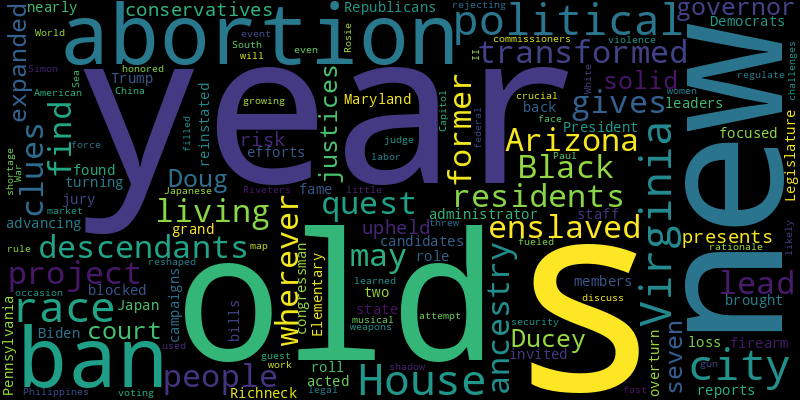 nearly
conservatives
Republicans
governor
World
abortion
event
South
even
will
Rosie
rejecting
political
commissioners
violence
II
Democrats
expanded
Simon
Trump
honored
China
American
Sea
year
growing
Maryland
justices
Capitol
former
transformed
crucial
White
solid
women
regulate
challenges
gives
leaders
back
face
President
federal
Arizona
Paul
new
focused
Legislature
clues
find
force
found
turning
filled
reinstated
risk
efforts
judge
labor
Black
Virginia
shortage
War
jury
Doug
Japanese
Riveters
fame
little
residents
market
advancing
living
quest
administrator
staff
enslaved
presents
rationale
likely
rule
grand
map
wherever
upheld
threw
candidates
descendants
reshaped
congressman
Elementary
may
role
ancestry
fueled
members
discuss
project
blocked
campaigns
old
learned
two
state
musical
weapons
attempt
s
lead
brought
occasion
race
Japan
bills
Pennsylvania
Biden
court
guest
work
shadow
security
Ducey
invited
overturn
seven
loss
firearm
gun
city
ban
used
people
roll
acted
legal
House
fast
reports
Philippines
voting
Richneck